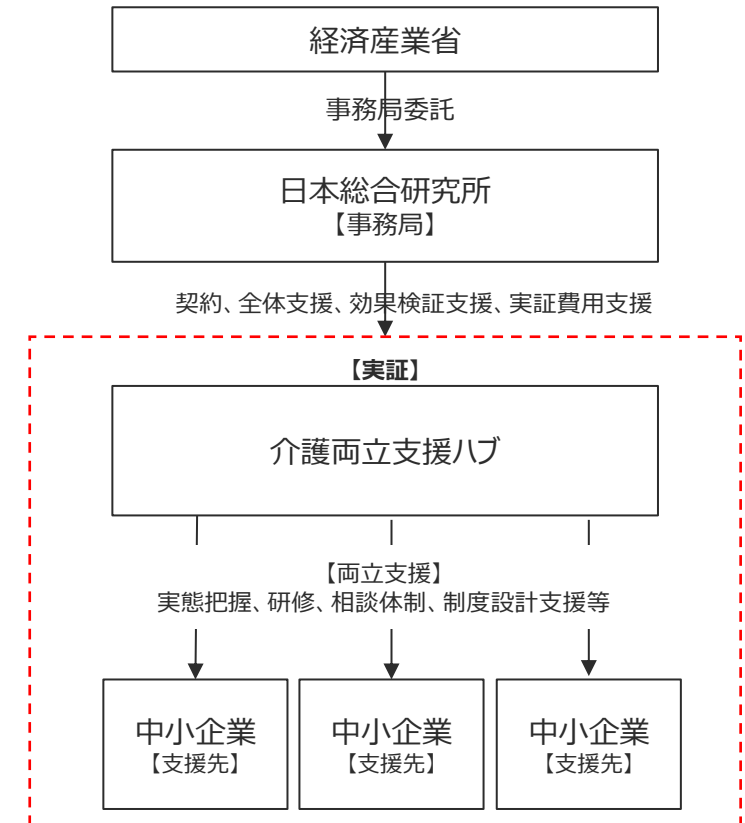 経済産業省
事務局委託
日本総合研究所
【事務局】
契約、全体支援、効果検証支援、実証費用支援
【実証】
介護両立支援ハブ
【両立支援】
実態把握、研修、相談体制、制度設計支援等
中小企業
【支援先】
中小企業
【支援先】
中小企業
【支援先】